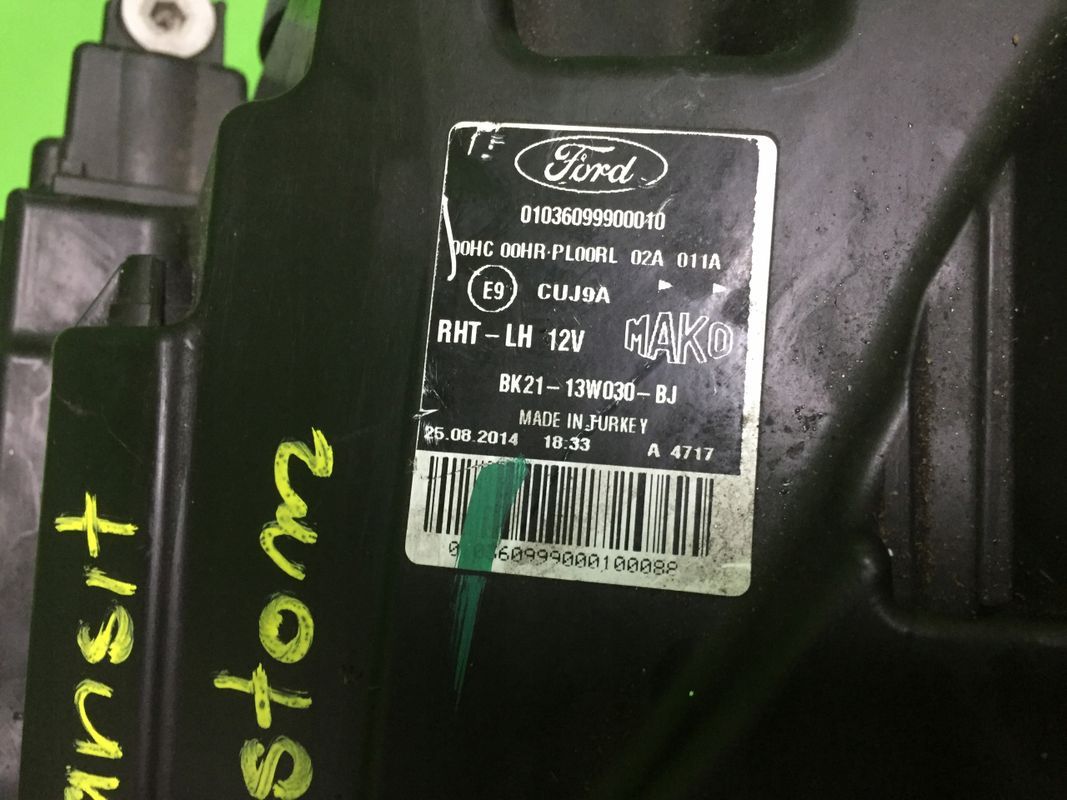 Ford
01036099900010
00HC 00HR-PL00RL 02A 011A
E9 CUJ9A
RHT-LH 12V MAKO
BK21-13W030-BJ
MADE IN TURKEY
25.08.2014 18:33 A 4717